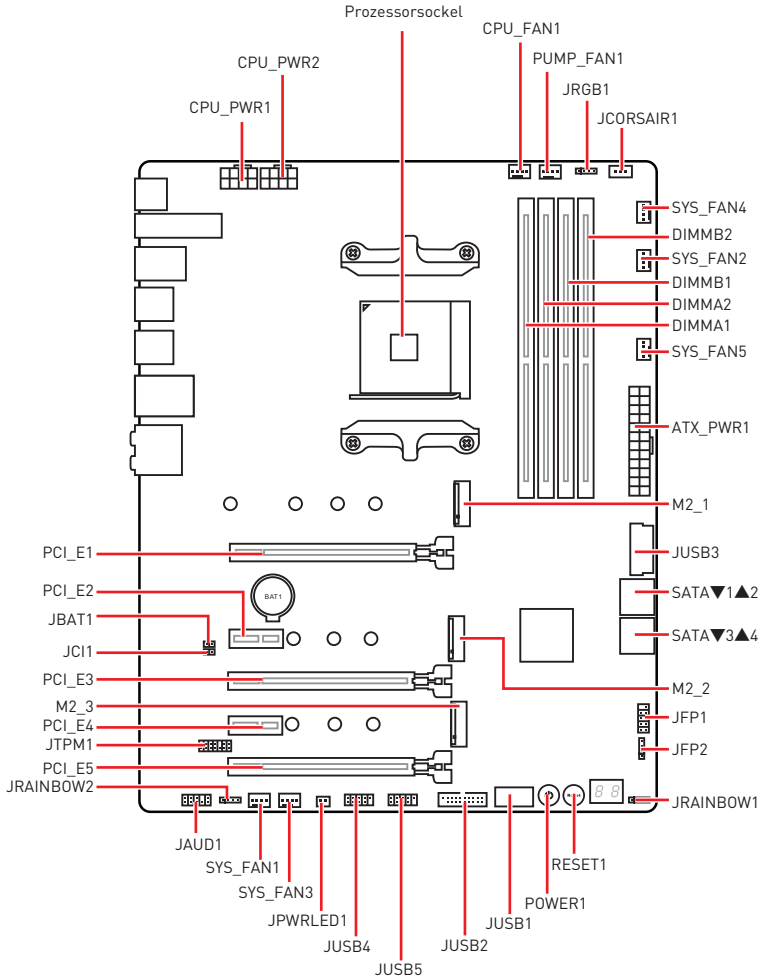 Prozessorsockel
CPU_FAN1
CPU_PWR2
PUMP_FAN1
JRGB1
CPU_PWR1
JCORSAIR1
SYS_FAN4
DIMMB2
SYS_FAN2
DIMMB1
DIMMA2
DIMMA1
SYS_FAN5
ATX_PWR1
M2_1
PCI_E1
JUSB3
PCI_E2
BAT1
SATA▼1▲2
JBAT1
SATA▼3▲4
JCI1
PCI_E3
M2_2
M2_3
PCI_E4
JFP1
JTPM1
JFP2
PCI_E5
JRAINBOW2
88
JRAINBOW1
JAUD1
SYS_FAN1
RESET1
SYS_FAN3
POWER1
JPWRLED1
JUSB1
JUSB4
JUSB2
JUSB5